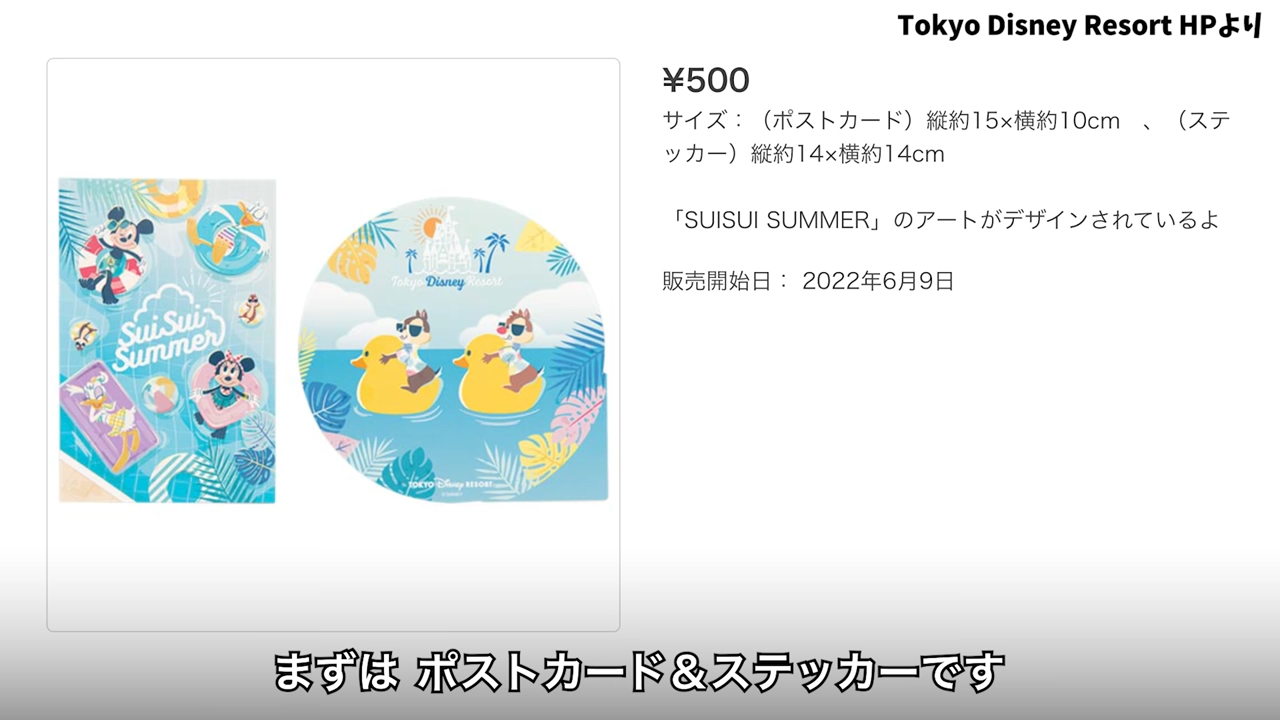 Tokyo Disney Resort HPより
¥500
サイズ：（ポストカード）縦約15×横約10cm　、（ステ
ッカー）縦約14×横約14cm
「SUISUI SUMMER」のアートがデザインされているよ
販売開始日： 2022年6月9日
SuiSui
Summer
Tokyo Disney Resort
TOKYO Disney RESORT
まずは ポストカード＆ステッカーです